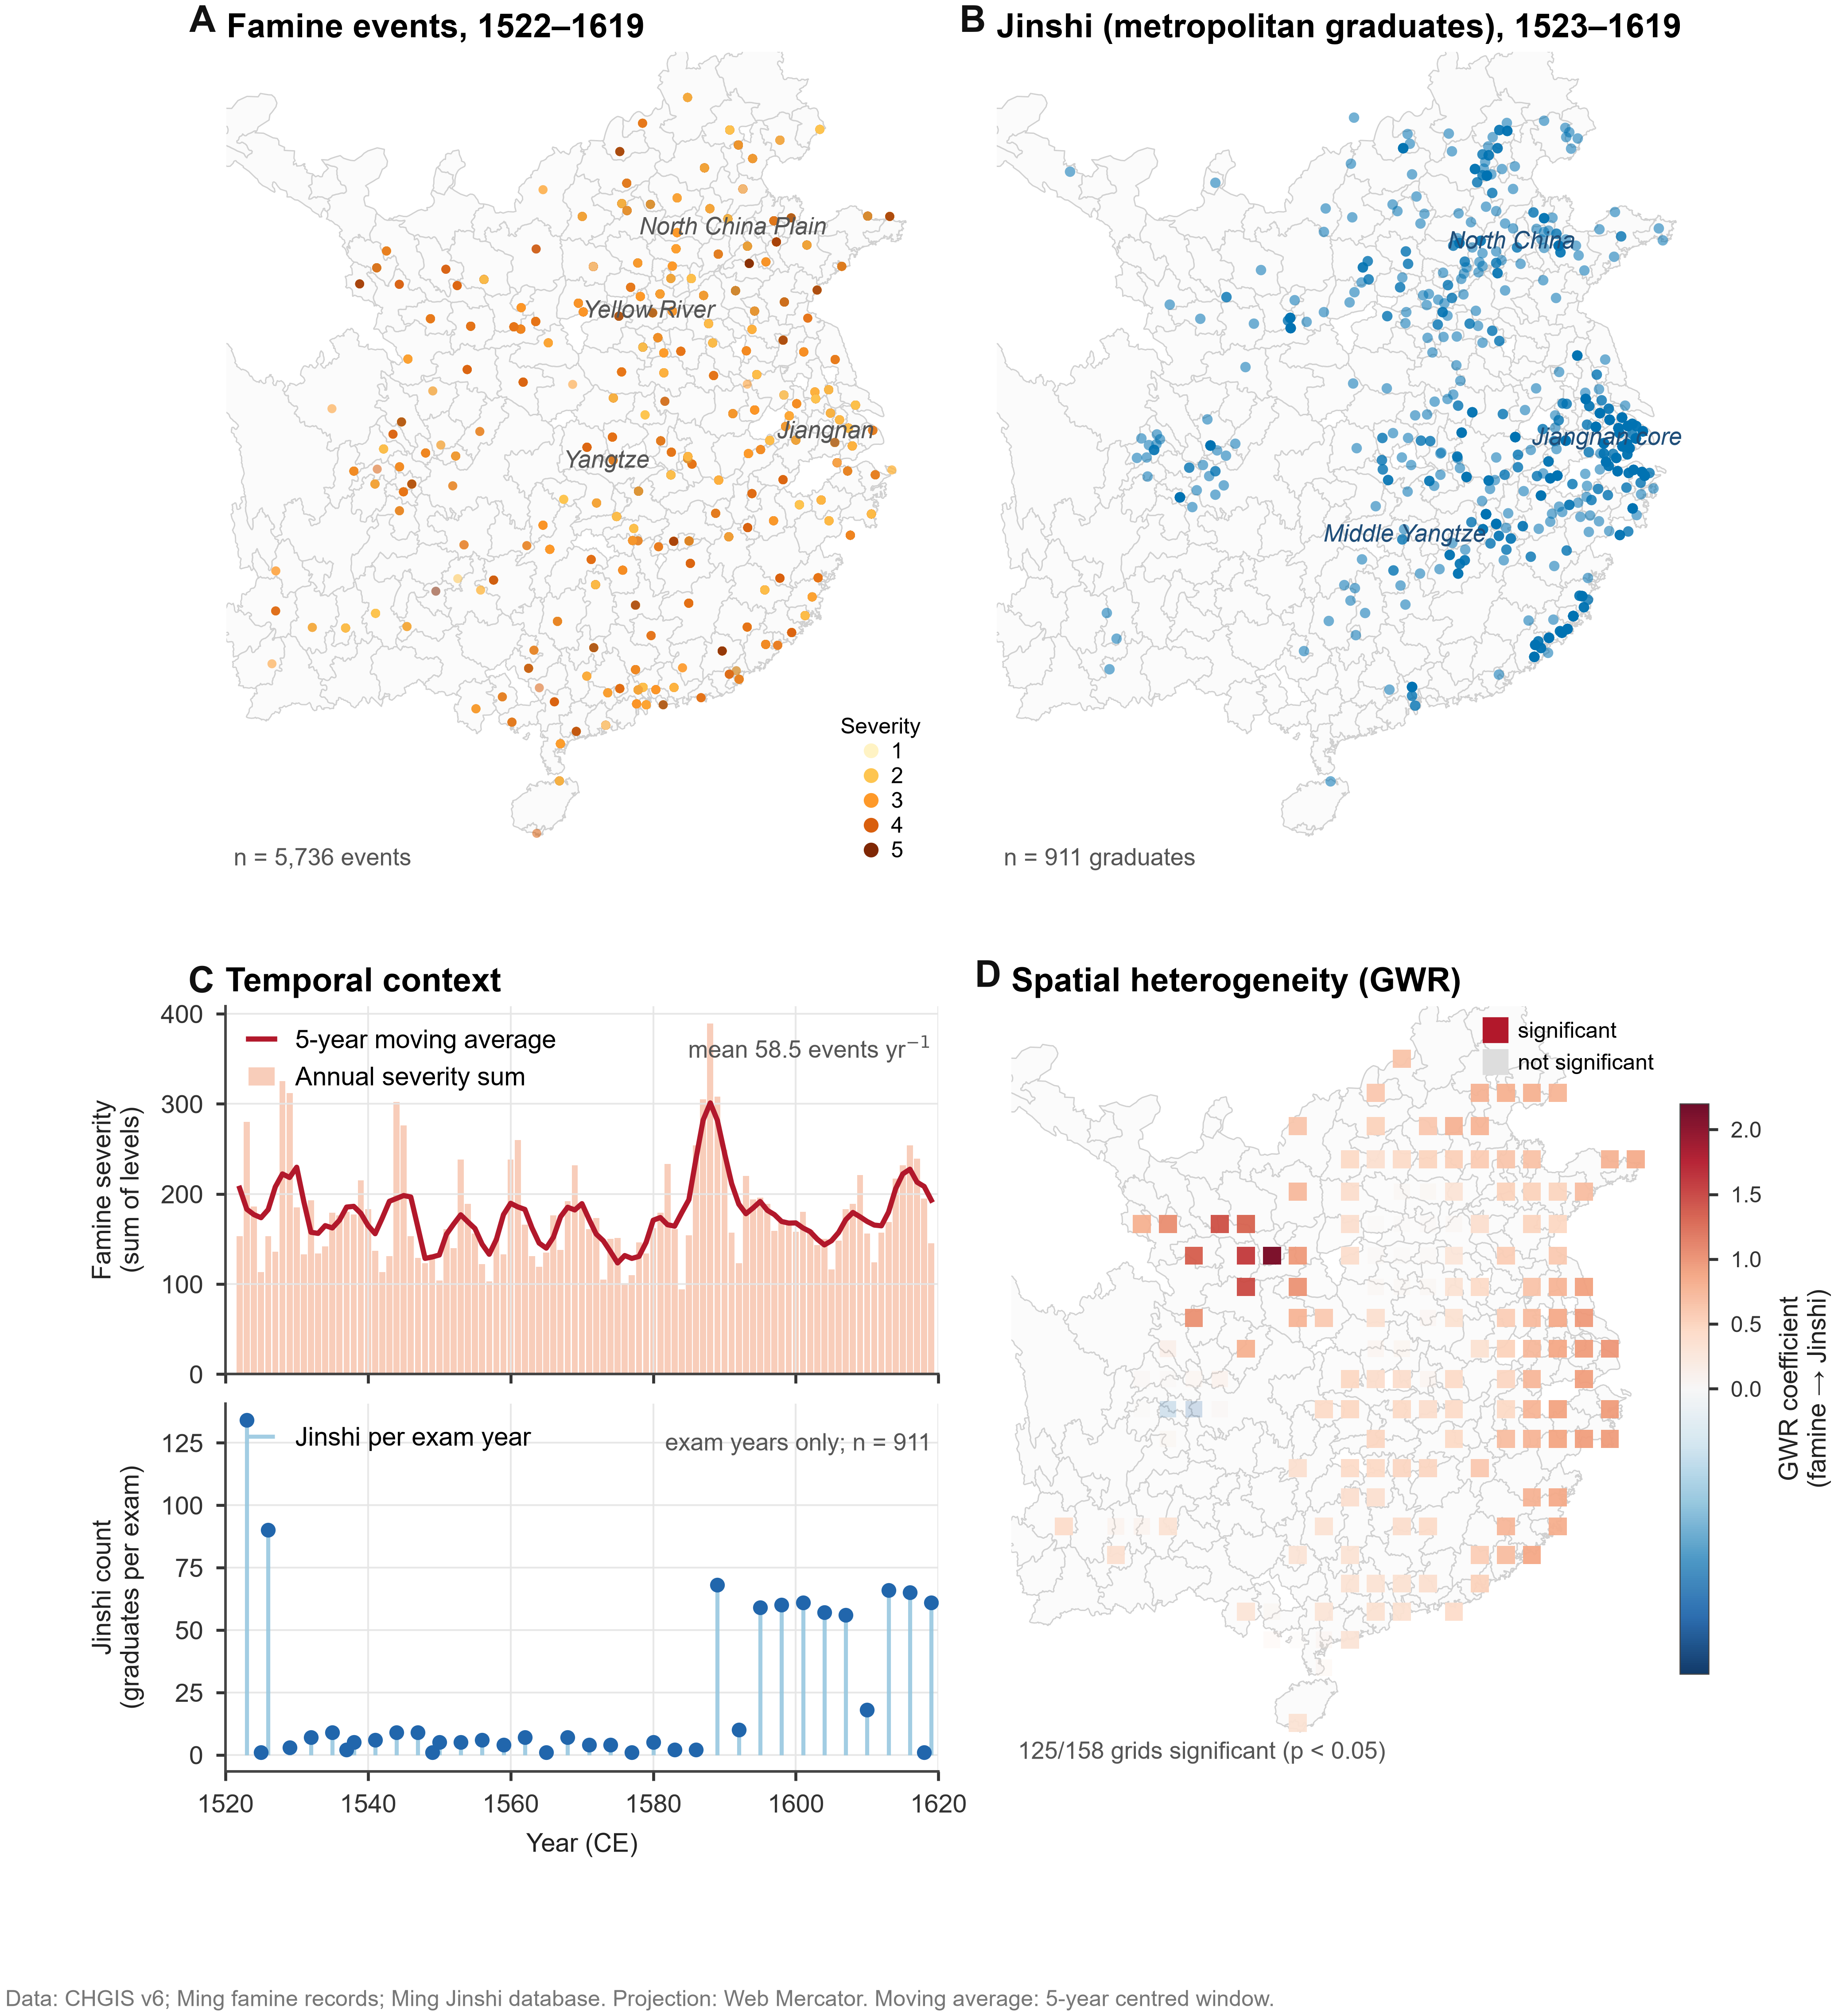 A Famine events, 1522–1619
North China Plain
Yellow River
Jiangnan
Yangtze
Severity
1
2
3
4
5
n = 5,736 events
B Jinshi (metropolitan graduates), 1523–1619
North China
Jiangnan core
Middle Yangtze
n = 911 graduates
C Temporal context
400
300
200
100
0
Famine severity
(sum of levels)
5-year moving average
Annual severity sum
mean 58.5 events yr⁻¹
125
100
75
50
25
0
Jinshi count
(graduates per exam)
Jinshi per exam year
exam years only; n = 911
1520
1540
1560
1580
1600
1620
Year (CE)
D Spatial heterogeneity (GWR)
significant
not significant
2.0
1.5
1.0
0.5
0.0
GWR coefficient
(famine → Jinshi)
125/158 grids significant (p < 0.05)
Data: CHGIS v6; Ming famine records; Ming Jinshi database. Projection: Web Mercator. Moving average: 5-year centred window.